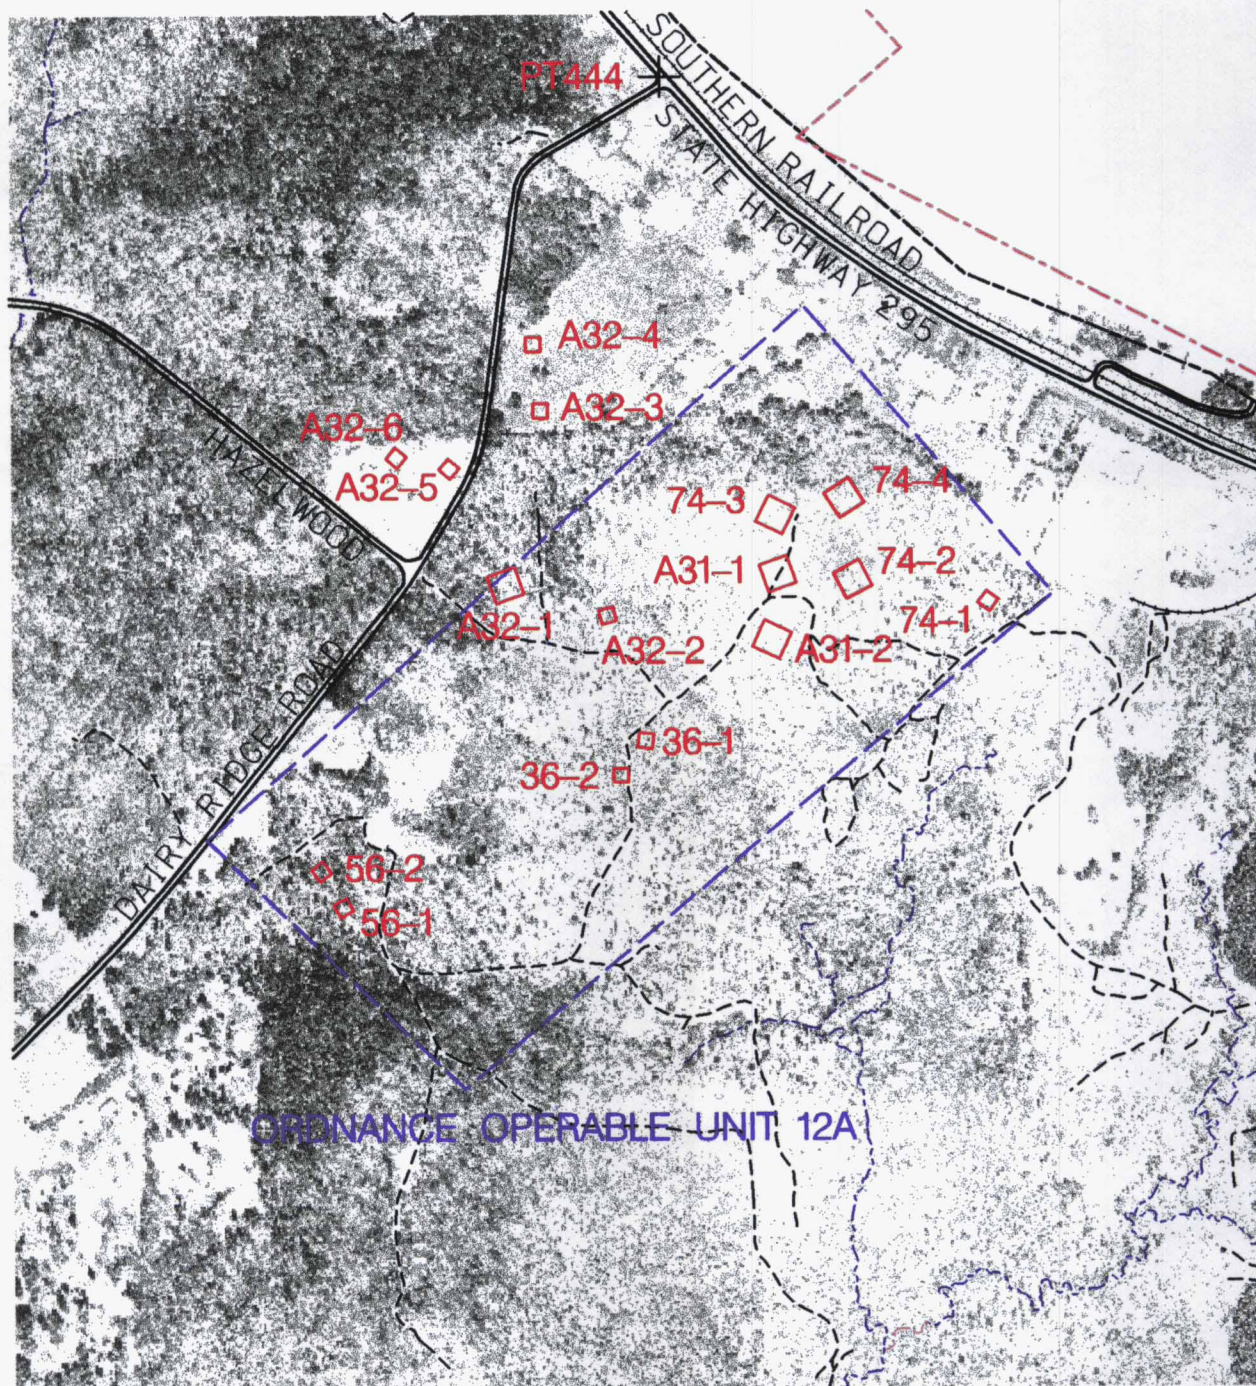 SOUTHERN RAILROAD
PT444
STATE HIGHWAY 295
A32-4
A32-3
A32-6
HAZEL WOOD
A32-5
74-3
74-4
A31-1
74-2
A32-1
74-1
A32-2
A31-2
DAIRY RIDGE ROAD
36-1
36-2
56-2
56-1
ORDNANCE OPERABLE UNIT 12A